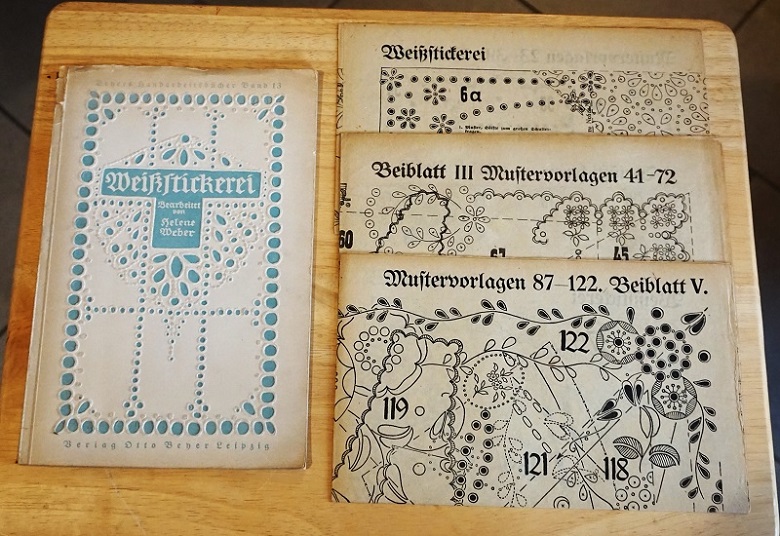 Beyers Handarbeitsbücher Band 13
Weißstickerei
Bearbeitet
von
Helene
Weber
Verlag Otto Beyer Leipzig
Weißstickerei
6a
Beiblatt III Mustervorlagen 41-72
60
45
Mustervorlagen 87-122. Beiblatt V.
122
119
121
118